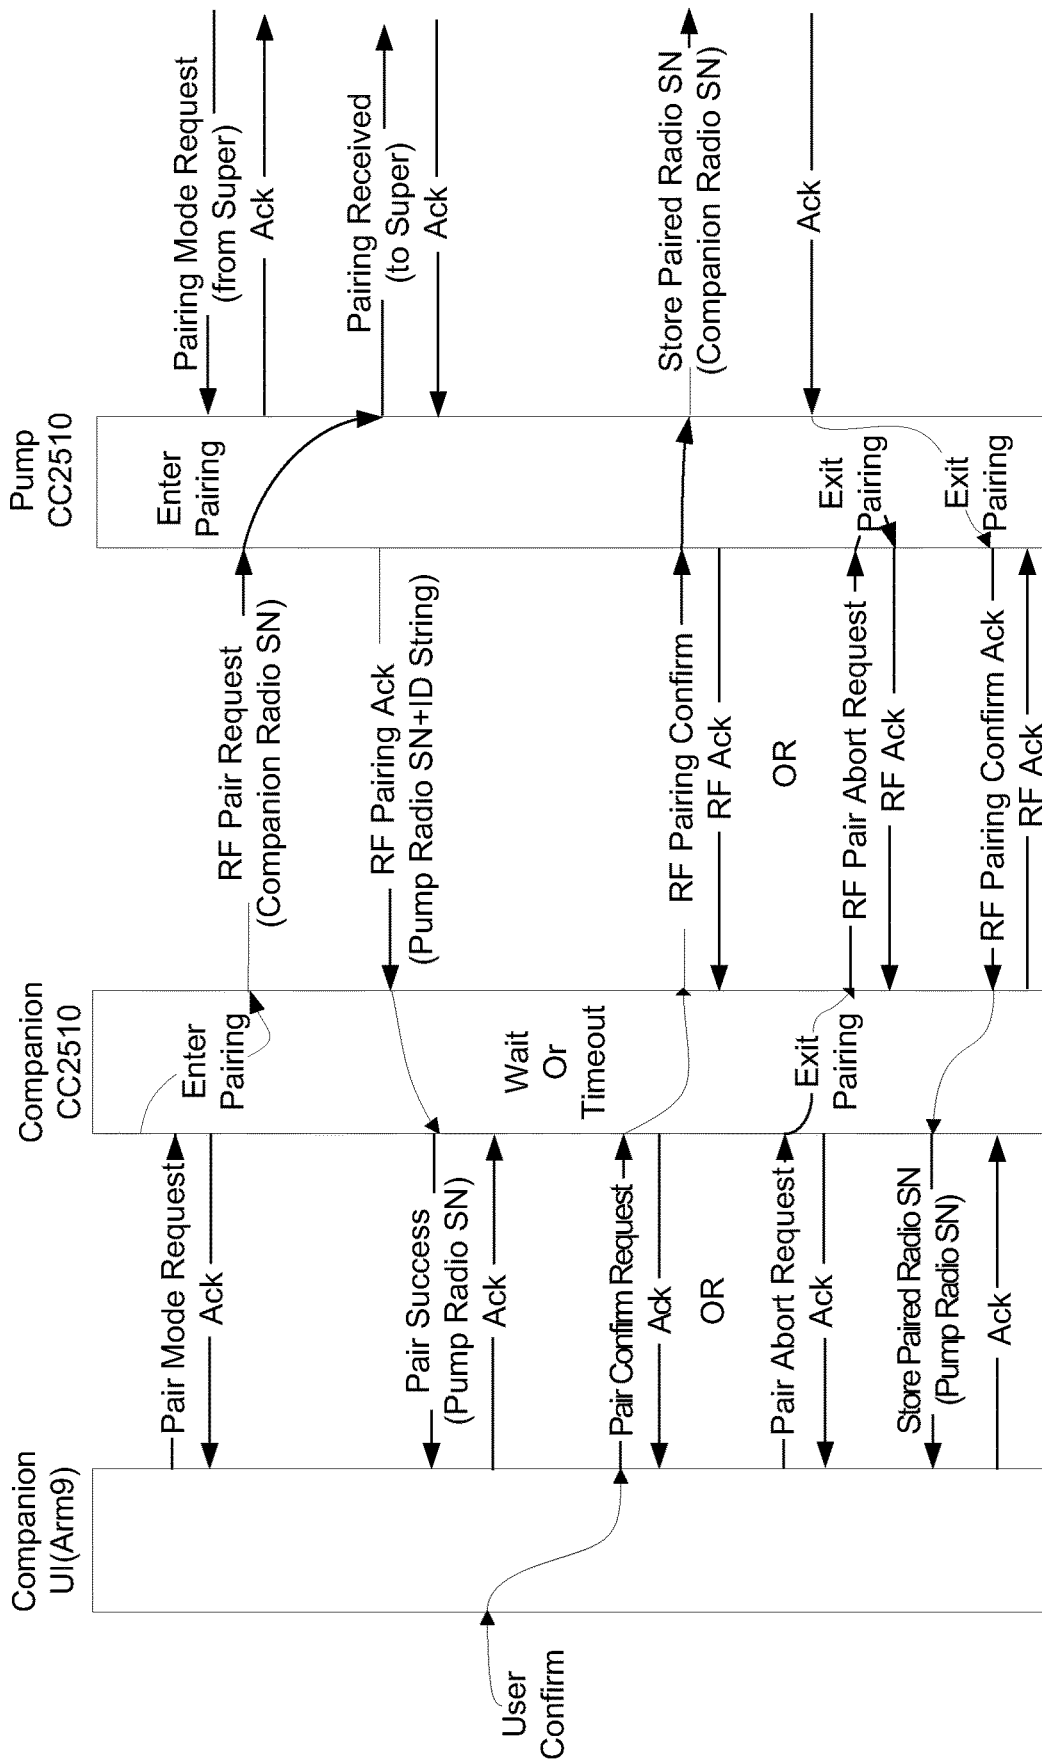 Companion
UI(Arm9)
Companion
CC2510
Pump
CC2510
User
Confirm
Pair Mode Request
Ack
Pair Success
(Pump Radio SN)
Ack
Pair Confirm Request
Ack
OR
Pair Abort Request
Ack
Store Paired Radio SN
(Pump Radio SN)
Ack
Enter
Pairing
Wait
Or
Timeout
Exit
Pairing
RF Pair Request
(Companion Radio SN)
RF Pairing Ack
(Pump Radio SN+ID String)
RF Pairing Confirm
RF Ack
OR
RF Pair Abort Request
RF Ack
RF Pairing Confirm Ack
RF Ack
Enter
Pairing
Exit
Pairing
Exit
Pairing
Pairing Mode Request
(from Super)
Ack
Pairing Received
(to Super)
Ack
Store Paired Radio SN
(Companion Radio SN)
Ack